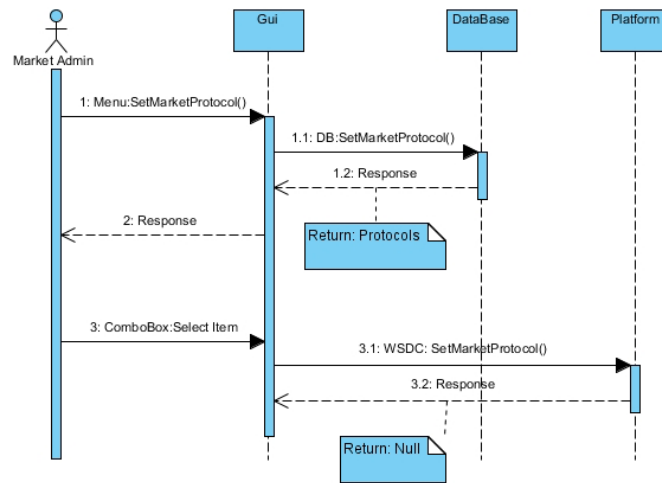 Gui
DataBase
Platform
Market Admin
1: Menu:SetMarketProtocol()
1.1: DB:SetMarketProtocol()
1.2: Response
2: Response
Return: Protocols
3: ComboBox:Select Item
3.1: WSDC: SetMarketProtocol()
3.2: Response
Return: Null